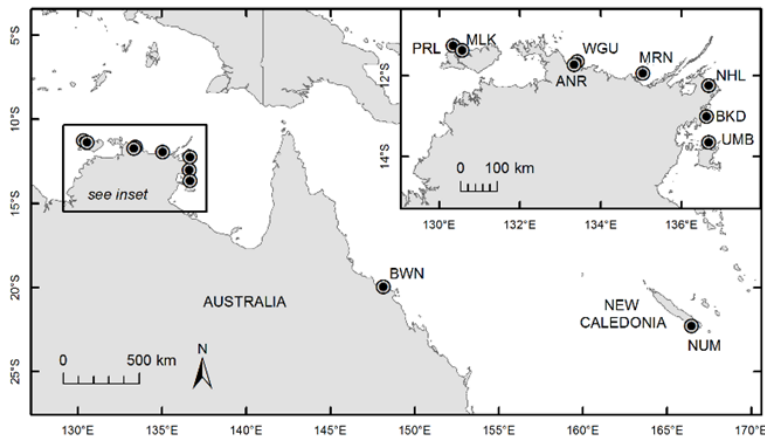 5°S
10°S
15°S
20°S
25°S
130°E
135°E
140°E
145°E
150°E
155°E
160°E
165°E
170°E
see inset
AUSTRALIA
BWN
NEW
CALEDONIA
NUM
0 500 km
N
PRL
MLK
WGU
ANR
MRN
NHL
BKD
UMB
0 100 km
12°S
14°S
130°E
132°E
134°E
136°E